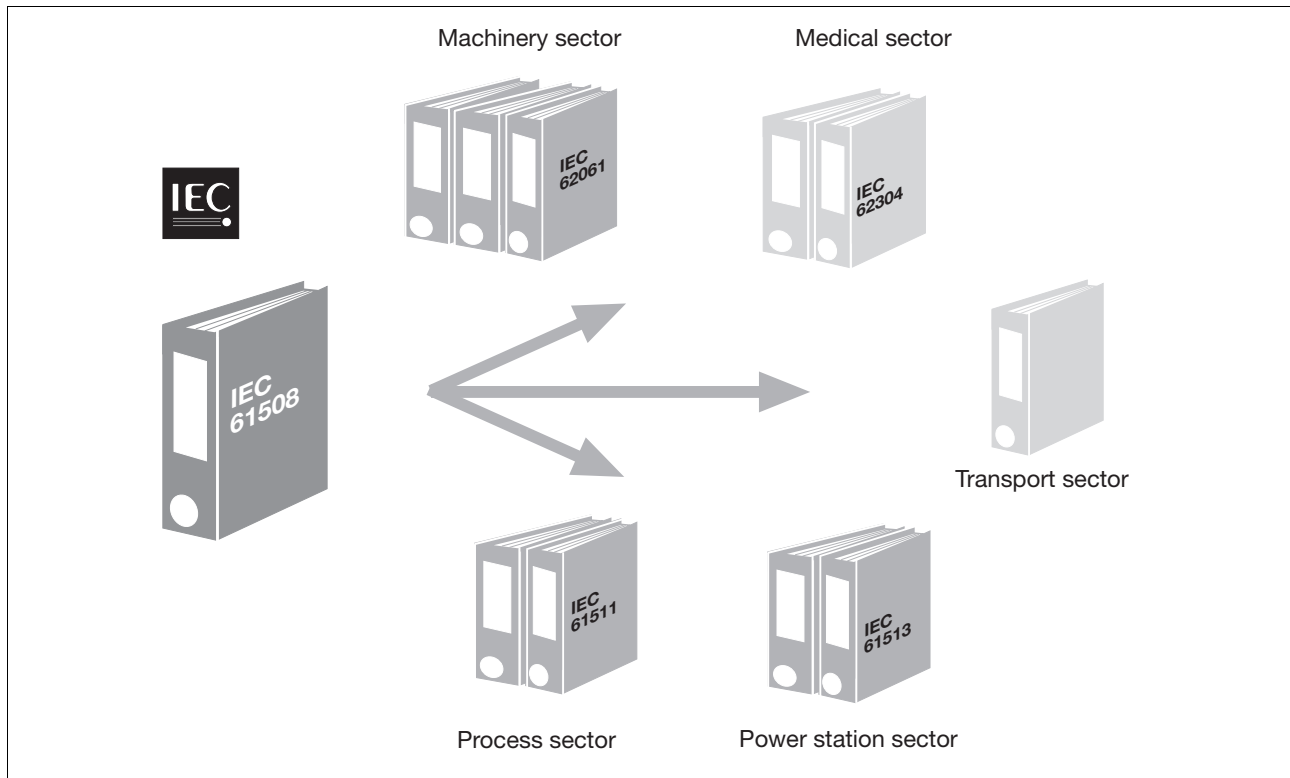 Machinery sector
Medical sector
IEC
62061
IEC
62304
IEC
IEC
61508
Transport sector
IEC
61511
IEC
61513
Process sector
Power station sector